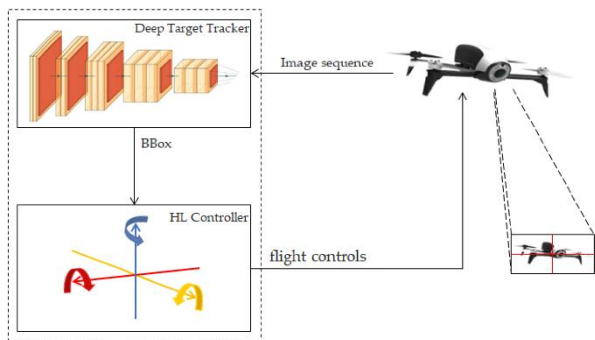 Deep Target Tracker
Image sequence
BBox
HL Controller
flight controls